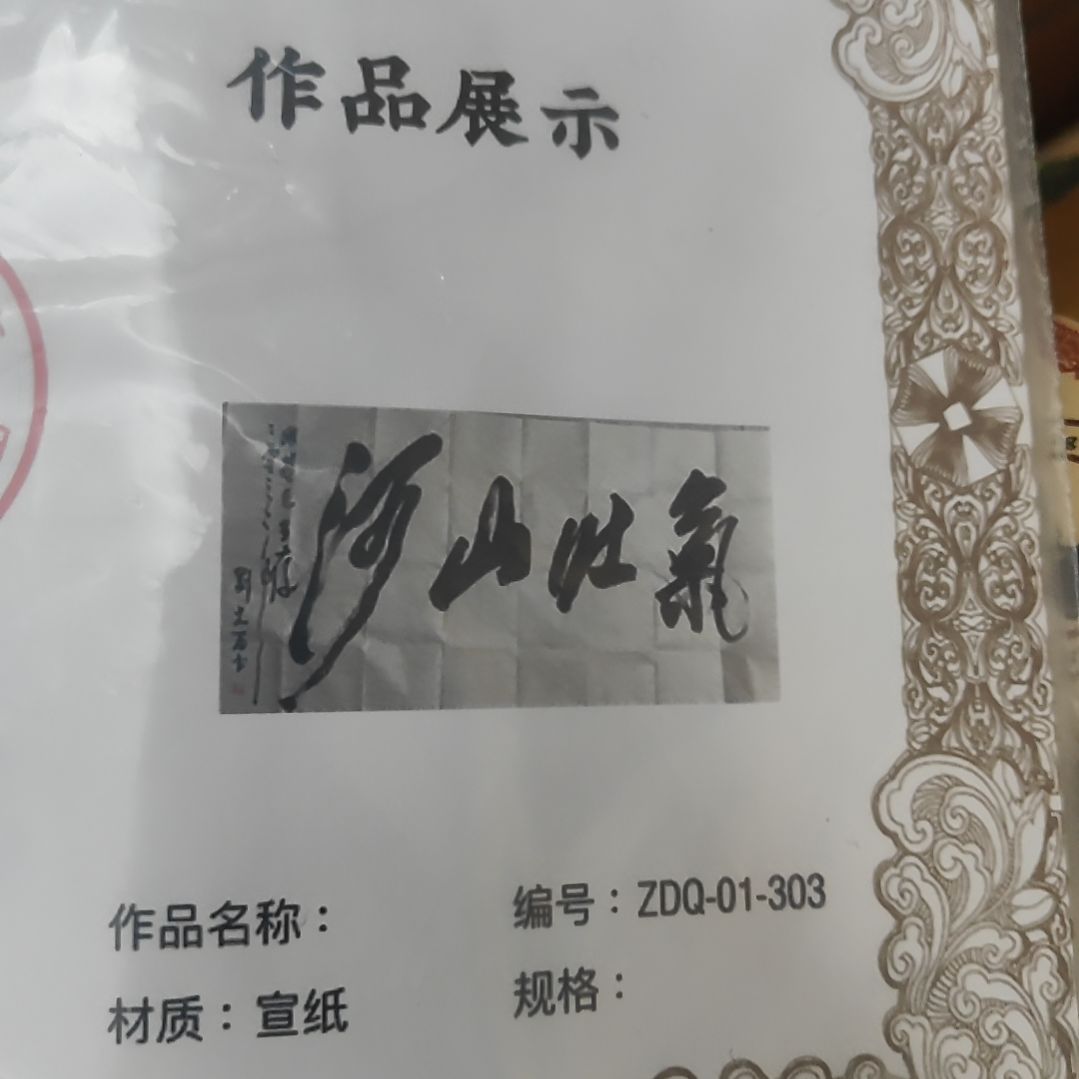 作品展示
氣壯山河
作品名称：
编号：ZDQ-01-303
材质：宣纸
规格：